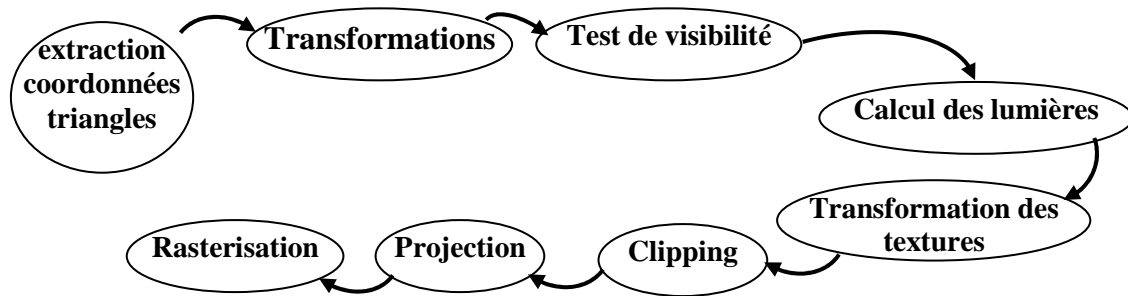 extraction
coordonnées
triangles
Transformations
Test de visibilité
Calcul des lumières
Transformation des
textures
Clipping
Projection
Rasterisation